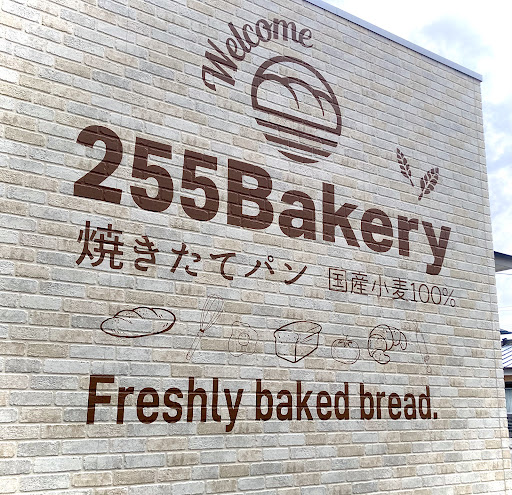 Welcome
255Bakery
焼きたてパン 国産小麦100%
Freshly baked bread.